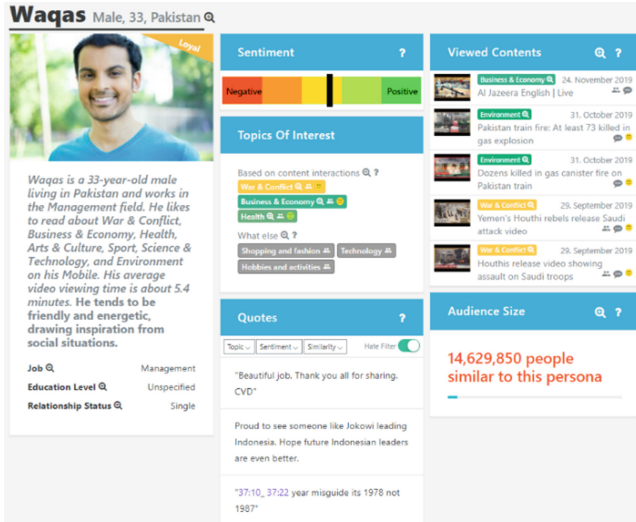 Waqas Male, 33, Pakistan
Loyal
Waqas is a 33-year-old male
living in Pakistan and works in
the Management field. He likes
to read about War & Conflict,
Business & Economy, Health,
Arts & Culture, Sport, Science &
Technology, and Environment
on his Mobile. His average
video viewing time is about 5.4
minutes. He tends to be
friendly and energetic,
drawing inspiration from
social situations.
Job Management
Education Level Unspecified
Relationship Status Single
Sentiment ?
Negative Positive
Topics Of Interest
Based on content interactions ?
War & Conflict
Business & Economy
Health
What else ?
Shopping and fashion Technology
Hobbies and activities
Quotes ?
Topic Sentiment Similarity Hate Filter
"Beautiful job. Thank you all for sharing.
CVD"
Proud to see someone like Jokowi leading
Indonesia. Hope future Indonesian leaders
are even better.
"37:10_ 37:22 year misguide its 1978 not
1987"
Viewed Contents ?
Business & Economy 24. November 2019
Al Jazeera English | Live
Environment 31. October 2019
Pakistan train fire: At least 73 killed in
gas explosion
Environment 31. October 2019
Dozens killed in gas canister fire on
Pakistan train
War & Conflict 29. September 2019
Yemen's Houthi rebels release Saudi
attack video
War & Conflict 29. September 2019
Houthis release video showing
assault on Saudi troops
Audience Size ?
14,629,850 people
similar to this persona